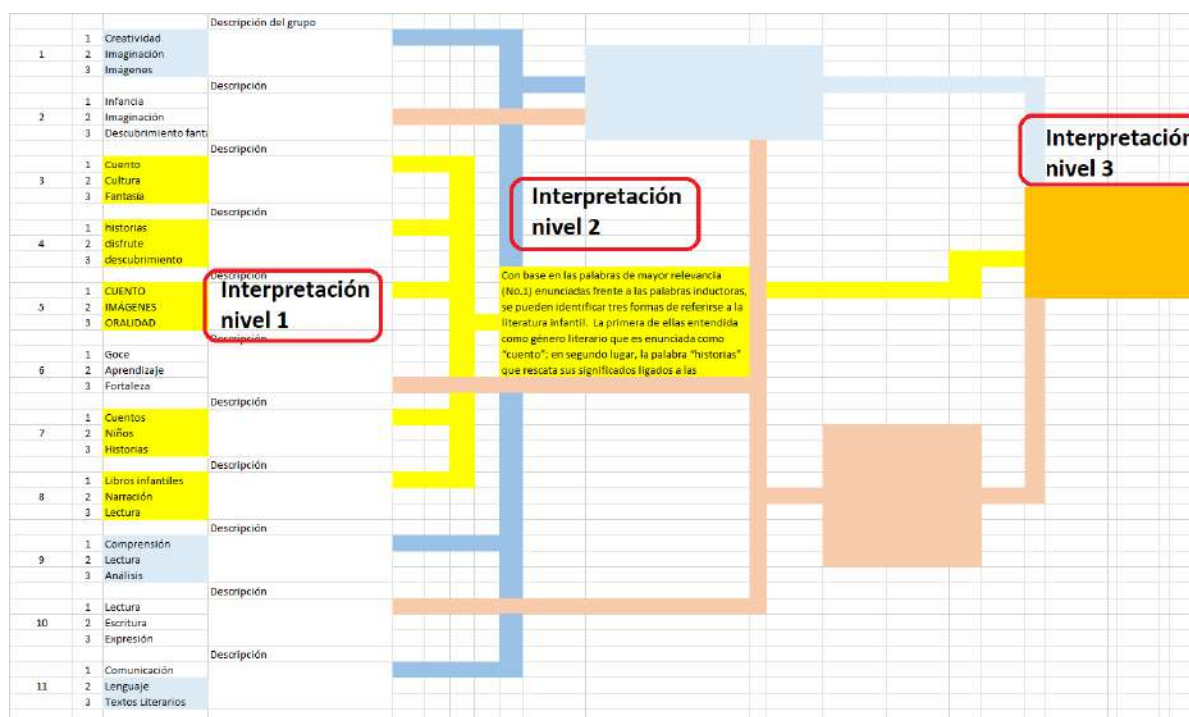 Descripción del grupo
1 Creatividad
1 2 Imaginación
3 Imágenes
Descripción
1 Infancia
2 2 Imaginación
3 Descubrimiento
Descripción
1 Cuento
3 2 Cultura
3 Fantasía
Descripción
1 historias
4 2 disfrute
3 descubrimiento
Descripción
1 CUENTO
5 2 IMÁGENES
3 ORALIDAD
Interpretación
nivel 1
Descripción
1 Goce
6 2 Aprendizaje
3 Fortaleza
Descripción
1 Cuentos
7 2 Niños
3 Historias
Descripción
1 Libros infantiles
8 2 Narración
3 Lectura
Descripción
1 Comprensión
9 2 Lectura
3 Análisis
Descripción
1 Lectura
10 2 Escritura
3 Expresión
Descripción
1 Comunicación
11 2 Lenguaje
3 Textos Literarios
Interpretación
nivel 2
Con base en las palabras de mayor relevancia
(No.1) enunciadas frente a las palabras inductoras,
se pueden identificar tres formas de referirse a la
literatura infantil. La primera de ellas entendida
como género literario que es enunciada como
"cuento"; en segundo lugar, la palabra "historias"
que rescata sus significados ligados a las
Interpretación
nivel 3